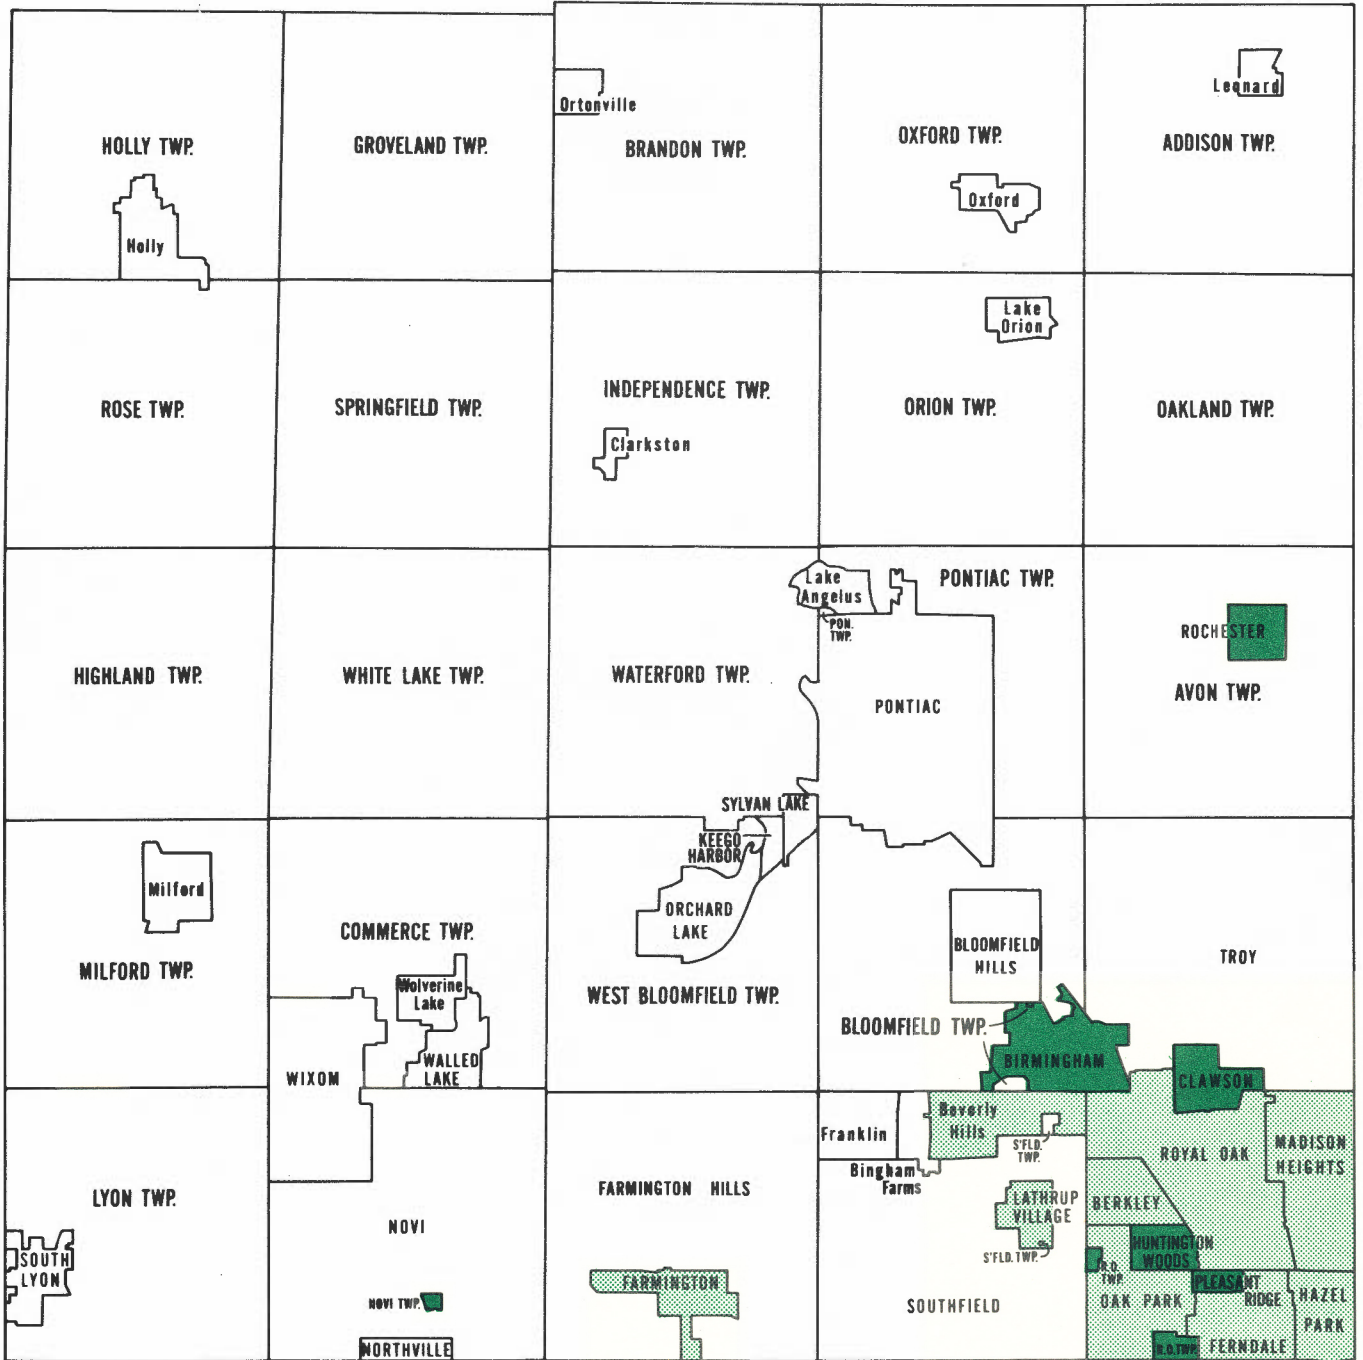 Leonard
Ortonville
HOLLY TWP.
GROVELAND TWP.
BRANDON TWP.
OXFORD TWP.
ADDISON TWP.
Oxford
Holly
Lake
Orion
ROSE TWP.
SPRINGFIELD TWP.
INDEPENDENCE TWP.
ORION TWP.
OAKLAND TWP.
Clarkston
Lake
Angelus
PONTIAC TWP.
PON.
TWP.
ROCHESTER
HIGHLAND TWP.
WHITE LAKE TWP.
WATERFORD TWP.
PONTIAC
AVON TWP.
SYLVAN LAKE
KEEGO
HARBOR
Milford
ORCHARD
LAKE
COMMERCE TWP.
BLOOMFIELD
HILLS
TROY
MILFORD TWP.
Wolverine
Lake
WEST BLOOMFIELD TWP.
BLOOMFIELD TWP.
BIRMINGHAM
WALLED
LAKE
WIXOM
CLAWSON
Beverly
Hills
Franklin
S'FLD.
TWP.
ROYAL OAK
MADISON
HEIGHTS
Bingham
Farms
LYON TWP.
FARMINGTON HILLS
LATHRUP
VILLAGE
BERKLEY
NOVI
HUNTINGTON
WOODS
S'FLD. TWP.
SOUTH
LYON
R.O.
TWP.
FARMINGTON
PLEASANT
RIDGE
HAZEL
PARK
NOVI TWP.
SOUTHFIELD
OAK PARK
NORTHVILLE
R.O. TWP.
FERNDALE